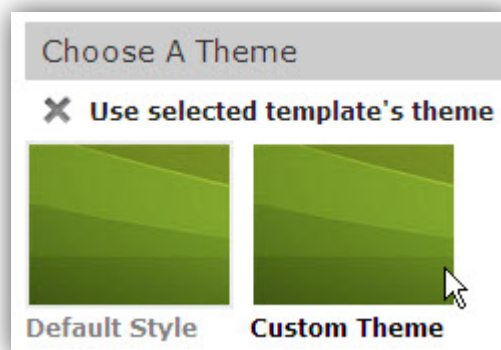 Choose A Theme
Use selected template's theme
Default Style
Custom Theme